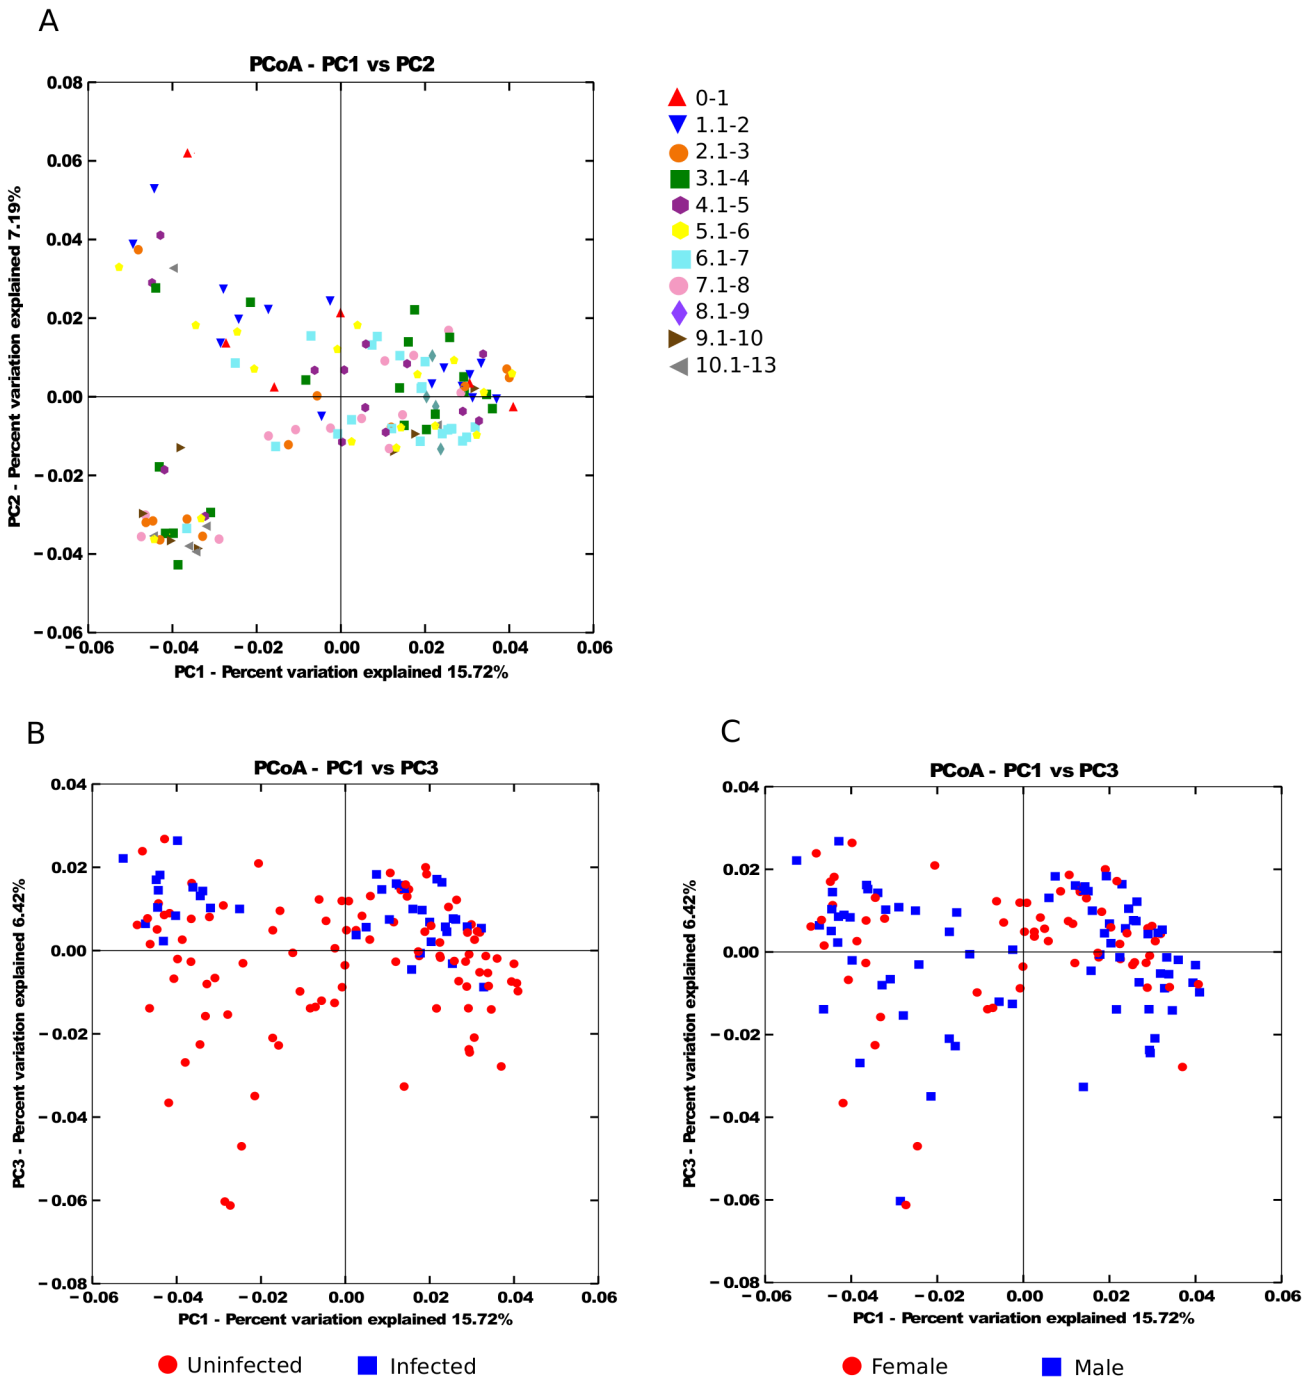 A
PCoA - PC1 vs PC2
0.08
0.06
0.04
0.02
0.00
−0.02
−0.04
−0.06
−0.06 −0.04 −0.02 0.00 0.02 0.04 0.06
PC2 - Percent variation explained 7.19%
PC1 - Percent variation explained 15.72%
0-1
1.1-2
2.1-3
3.1-4
4.1-5
5.1-6
6.1-7
7.1-8
8.1-9
9.1-10
10.1-13
B
PCoA - PC1 vs PC3
0.04
0.02
0.00
−0.02
−0.04
−0.06
−0.08
−0.06 −0.04 −0.02 0.00 0.02 0.04 0.06
PC3 - Percent variation explained 6.42%
PC1 - Percent variation explained 15.72%
Uninfected Infected
C
PCoA - PC1 vs PC3
0.04
0.02
0.00
−0.02
−0.04
−0.06
−0.08
−0.06 −0.04 −0.02 0.00 0.02 0.04 0.06
PC3 - Percent variation explained 6.42%
PC1 - Percent variation explained 15.72%
Female Male